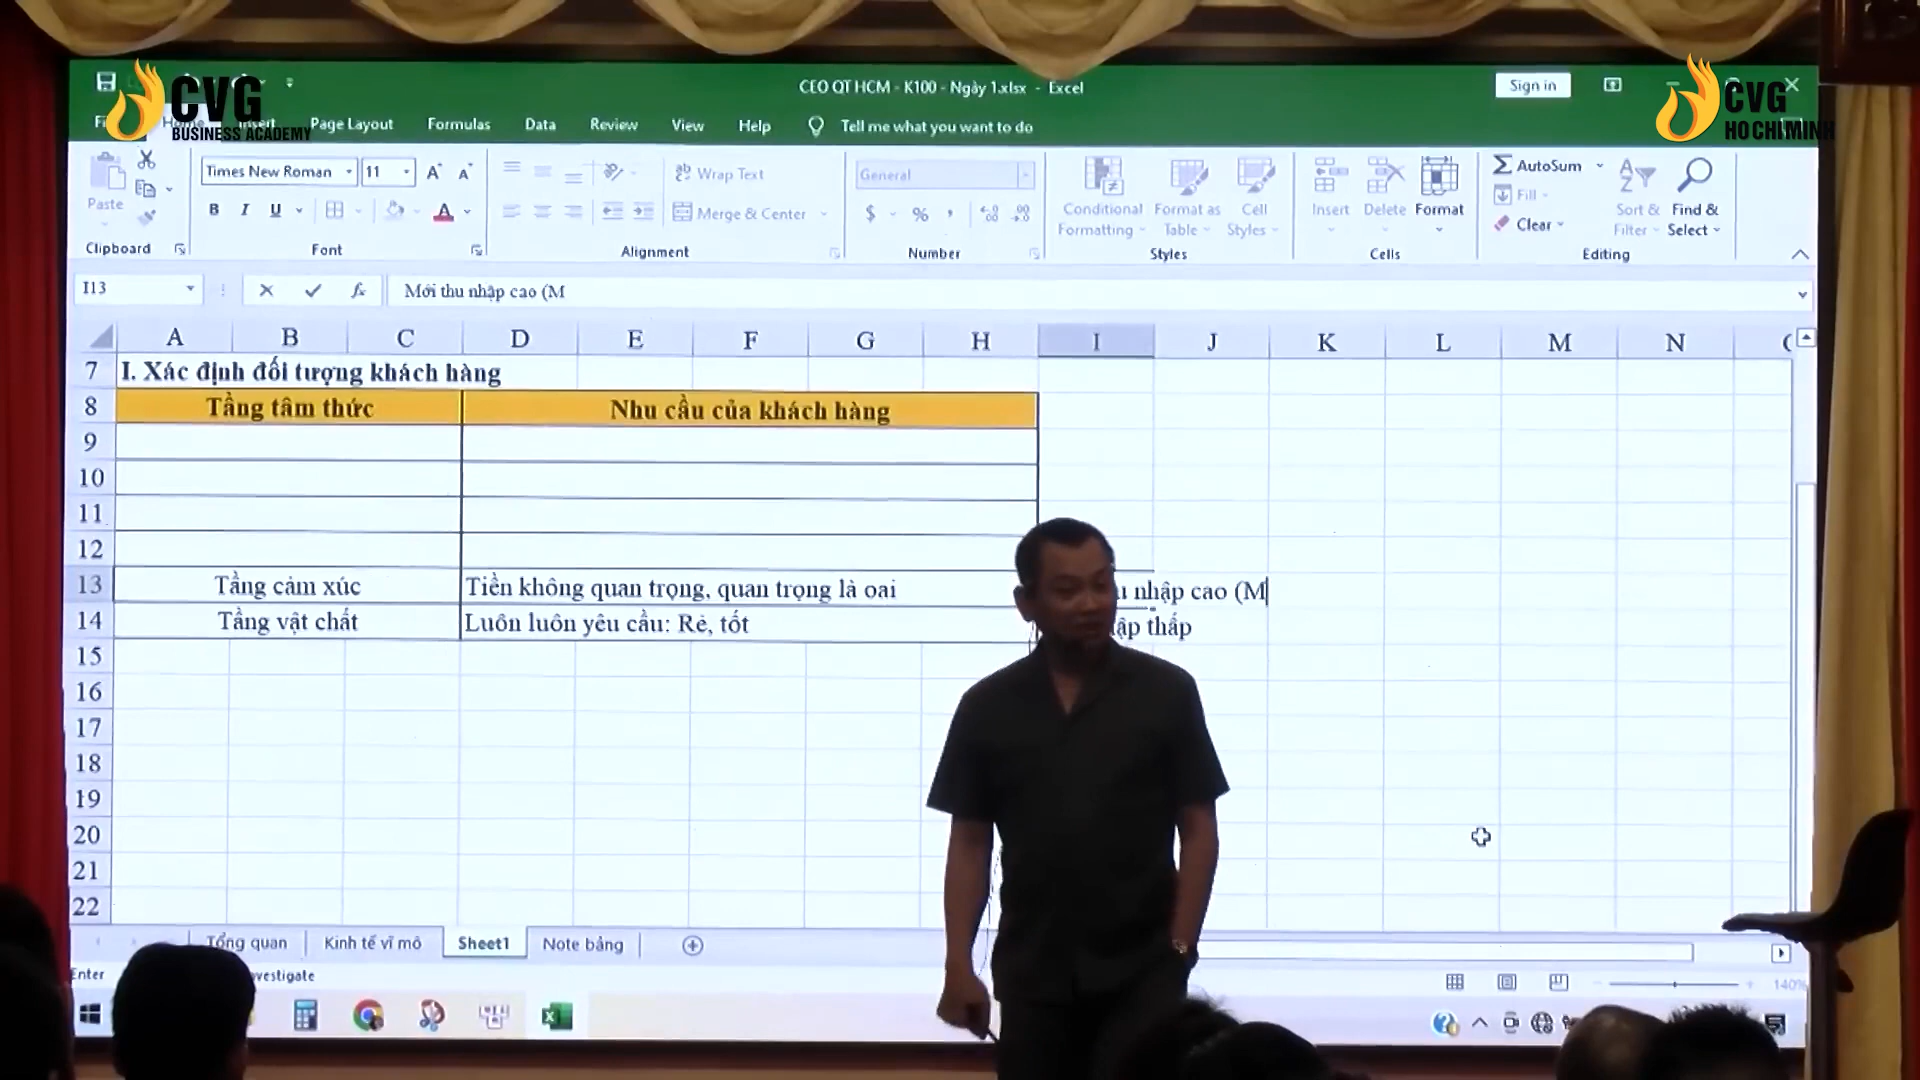 CVG
BUSINESS ACADEMY
CVG
HO CHI MINH
CEO QT HCM - K100 - Ngày 1.xlsx - Excel
Sign in
Page Layout Formulas Data Review View Help Tell me what you want to do
Times New Roman 11
Wrap Text
General
AutoSum
Fill
Clear
Paste
B I U
Merge & Center
$ %
Conditional Formatting
Format as Table
Cell Styles
Insert Delete Format
Sort & Filter
Find & Select
Clipboard Font Alignment Number Styles Cells Editing
I13 fx Mới thu nhập cao (M
A B C D E F G H I J K L M N
7 I. Xác định đối tượng khách hàng
8 Tầng tâm thức Nhu cầu của khách hàng
9
10
11
12
13 Tầng cảm xúc Tiền không quan trọng, quan trọng là oai nhập cao (M
14 Tầng vật chất Luôn luôn yêu cầu: Rẻ, tốt thấp
15
16
17
18
19
20
21
22
Tổng quan Kinh tế vĩ mô Sheet1 Note bảng
Enter
140%